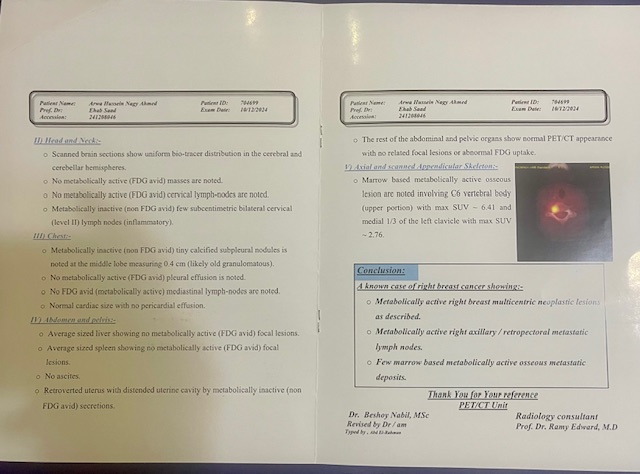 Patient Name: Arwa Hussein Nagy Ahmed Patient ID: 704699
Prof. Dr: Ehab Saad Exam Date: 10/12/2024
Accession: 241208046
II) Head and Neck:-
o Scanned brain sections show uniform bio-tracer distribution in the cerebral and
cerebellar hemispheres.
o No metabolically active (FDG avid) masses are noted.
o No metabolically active (FDG avid) cervical lymph-nodes are noted.
o Metabolically inactive (non FDG avid) few subcentimetric bilateral cervical
(level II) lymph nodes (inflammatory).
III) Chest:-
o Metabolically inactive (non FDG avid) tiny calcified subpleural nodules is
noted at the middle lobe measuring 0.4 cm (likely old granulomatous).
o No metabolically active (FDG avid) pleural effusion is noted.
o No FDG avid (metabolically active) mediastinal lymph-nodes are noted.
o Normal cardiac size with no pericardial effusion.
IV) Abdomen and pelvis:-
o Average sized liver showing no metabolically active (FDG avid) focal lesions.
o Average sized spleen showing no metabolically active (FDG avid) focal
lesions.
o No ascites.
o Retroverted uterus with distended uterine cavity by metabolically inactive (non
FDG avid) secretions.
Patient Name: Arwa Hussein Nagy Ahmed Patient ID: 704699
Prof. Dr: Ehab Saad Exam Date: 10/12/2024
Accession: 241208046
o The rest of the abdominal and pelvic organs show normal PET/CT appearance
with no related focal lesions or abnormal FDG uptake.
V) Axial and scanned Appendicular Skeleton:-
o Marrow based metabolically active osseous
lesion are noted involving C6 vertebral body
(upper portion) with max SUV ~ 6.41 and
medial 1/3 of the left clavicle with max SUV
~ 2.76.
Conclusion:
A known case of right breast cancer showing:-
o Metabolically active right breast multicentric neoplastic lesions
as described.
o Metabolically active right axillary / retropectoral metastatic
lymph nodes.
o Few marrow based metabolically active osseous metastatic
deposits.
Thank You for Your reference
PET/CT Unit
Dr. Beshoy Nabil, MSc Radiology consultant
Revised by Dr / am Prof. Dr. Ramy Edward, M.D
Typed by